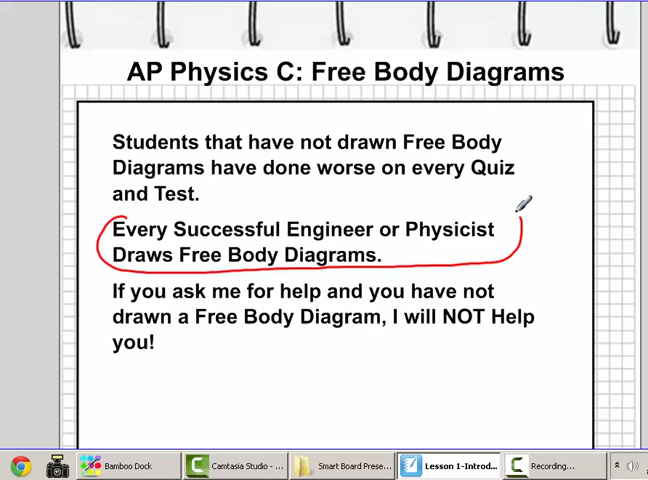 AP Physics C: Free Body Diagrams
Students that have not drawn Free Body
Diagrams have done worse on every Quiz
and Test.
Every Successful Engineer or Physicist
Draws Free Body Diagrams.
If you ask me for help and you have not
drawn a Free Body Diagram, I will NOT Help
you!
Bamboo Dock
Camtasia Studio - ...
Smart Board Prese...
Lesson 1-Introd...
Recording...